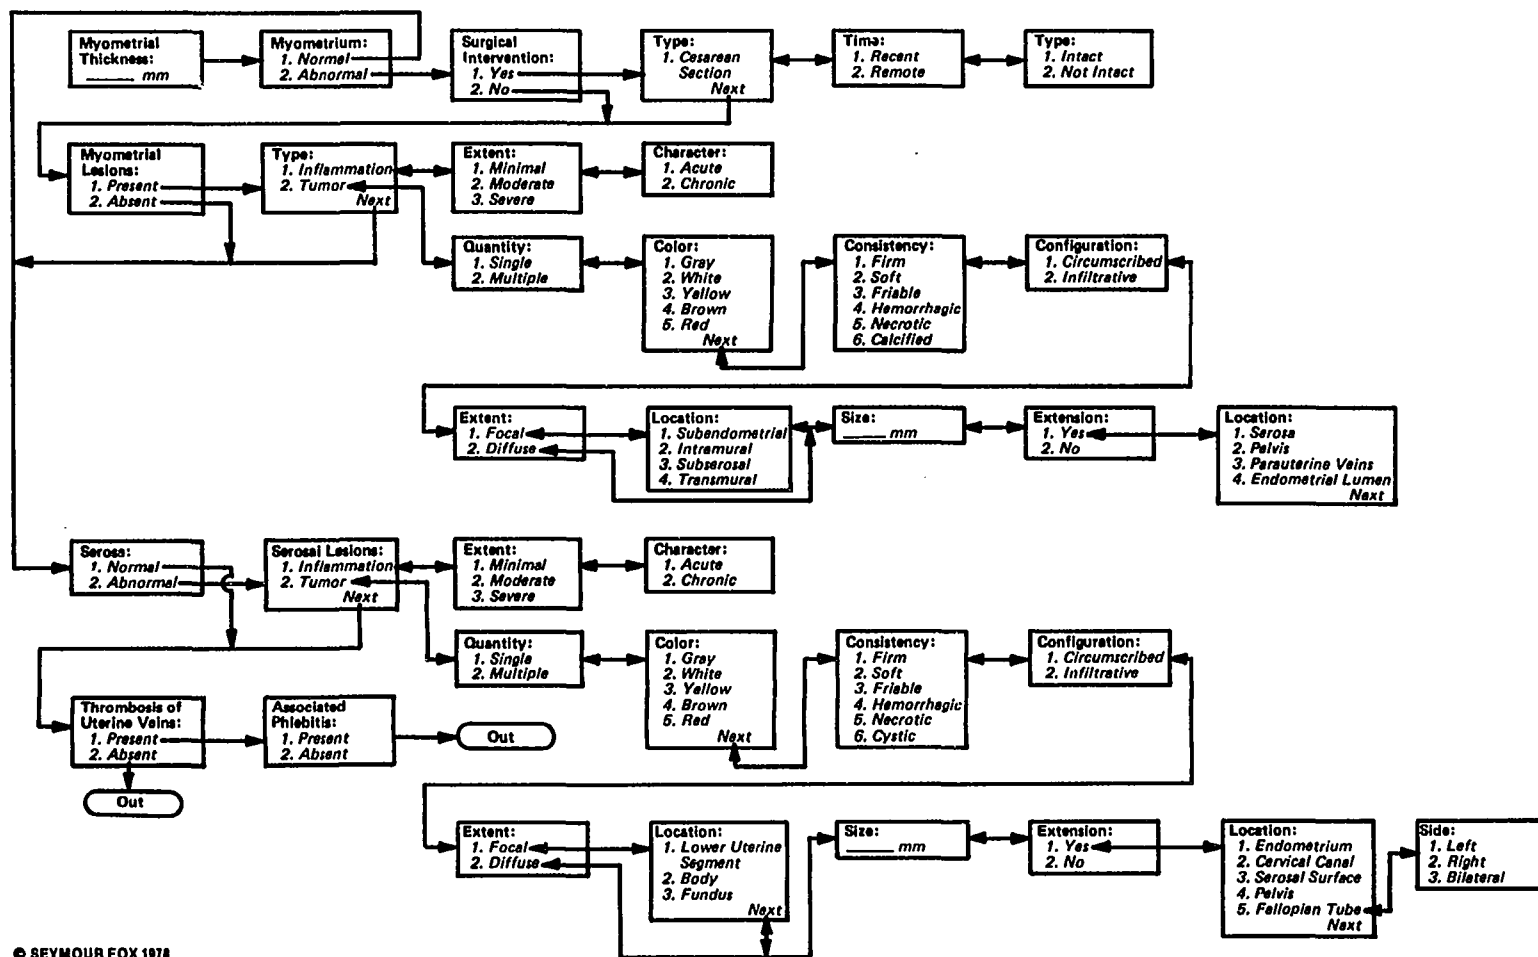 Myometrial
Thickness:
_____ mm
Myometrium:
1. Normal
2. Abnormal
Surgical
Intervention:
1. Yes
2. No
Type:
1. Cesarean
Section
Next
Time:
1. Recent
2. Remote
Type:
1. Intact
2. Not Intact
Myometrial
Lesions:
1. Present
2. Absent
Type:
1. Inflammation
2. Tumor
Next
Extent:
1. Minimal
2. Moderate
3. Severe
Character:
1. Acute
2. Chronic
Quantity:
1. Single
2. Multiple
Color:
1. Gray
2. White
3. Yellow
4. Brown
5. Red
Next
Consistency:
1. Firm
2. Soft
3. Friable
4. Hemorrhagic
5. Necrotic
6. Calcified
Configuration:
1. Circumscribed
2. Infiltrative
Extent:
1. Focal
2. Diffuse
Location:
1. Subendometrial
2. Intramural
3. Subserosal
4. Transmural
Size:
_____ mm
Extension:
1. Yes
2. No
Location:
1. Serosa
2. Pelvis
3. Parauterine Veins
4. Endometrial Lumen
Next
Serosa:
1. Normal
2. Abnormal
Serosal Lesions:
1. Inflammation
2. Tumor
Next
Extent:
1. Minimal
2. Moderate
3. Severe
Character:
1. Acute
2. Chronic
Quantity:
1. Single
2. Multiple
Color:
1. Gray
2. White
3. Yellow
4. Brown
5. Red
Next
Consistency:
1. Firm
2. Soft
3. Friable
4. Hemorrhagic
5. Necrotic
6. Cystic
Configuration:
1. Circumscribed
2. Infiltrative
Thrombosis of
Uterine Veins:
1. Present
2. Absent
Associated
Phlebitis:
1. Present
2. Absent
Out
Out
Extent:
1. Focal
2. Diffuse
Location:
1. Lower Uterine
Segment
2. Body
3. Fundus
Next
Size:
_____ mm
Extension:
1. Yes
2. No
Location:
1. Endometrium
2. Cervical Canal
3. Serosal Surface
4. Pelvis
5. Fallopian Tube
Next
Side:
1. Left
2. Right
3. Bilateral
© SEYMOUR FOX 1978